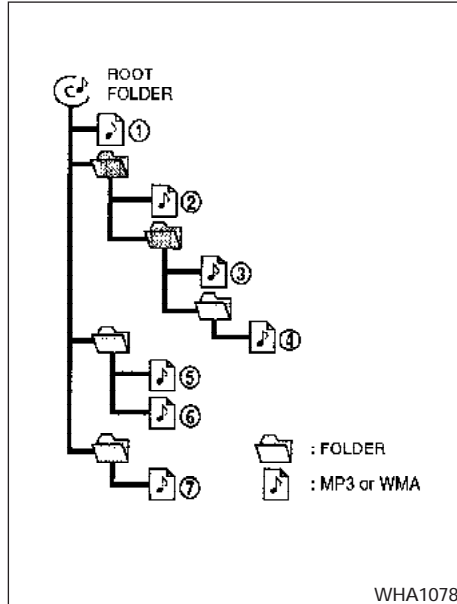 ROOT
FOLDER
①
②
③
④
⑤
⑥
⑦
: FOLDER
: MP3 or WMA
WHA1078